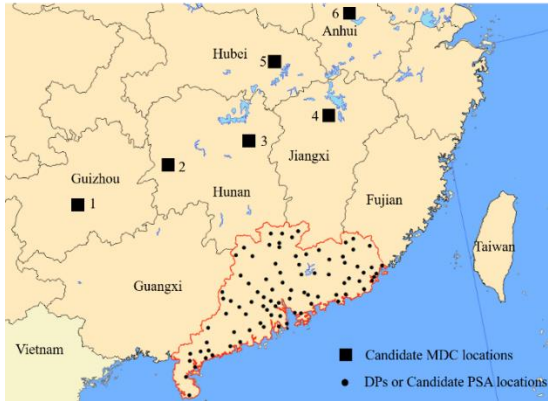 6
Anhui
Hubei
5
4
3
Jiangxi
2
Guizhou
Hunan
1
Fujian
Taiwan
Guangxi
Vietnam
Candidate MDC locations
DPs or Candidate PSA locations